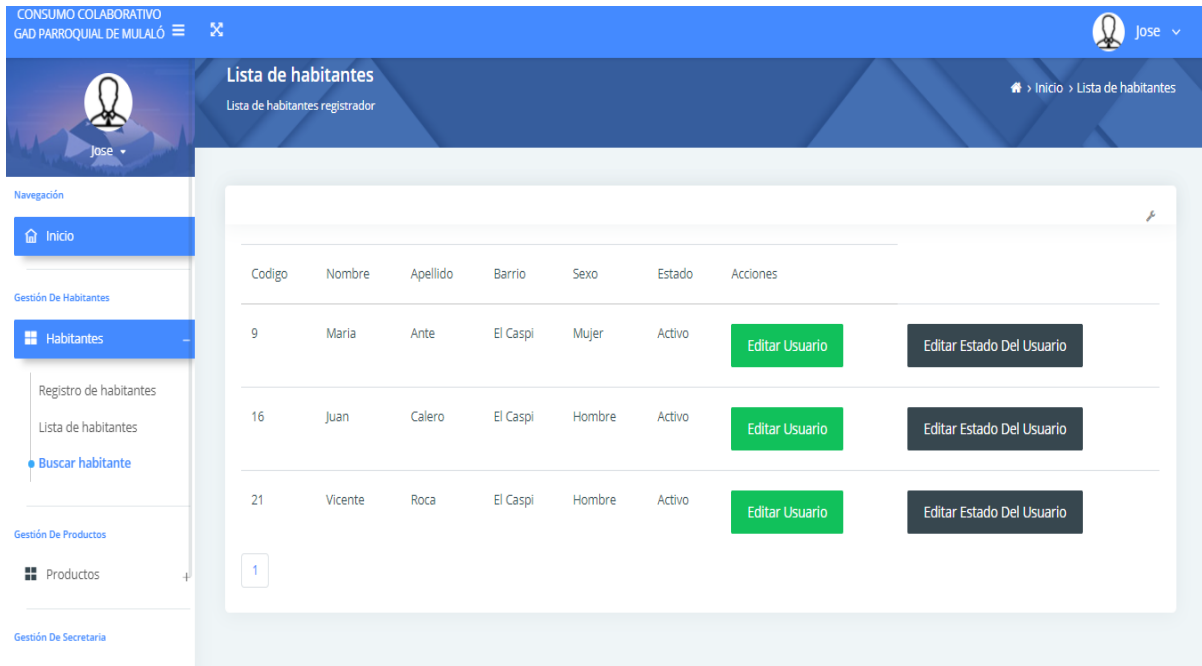 CONSUMO COLABORATIVO
GAD PARROQUIAL DE MULALÓ
Jose
Jose
Lista de habitantes
Lista de habitantes registrador
Inicio › Lista de habitantes
Navegación
Inicio
Gestión De Habitantes
Habitantes
Registro de habitantes
Lista de habitantes
Buscar habitante
Gestión De Productos
Productos
Gestión De Secretaria
Codigo Nombre Apellido Barrio Sexo Estado Acciones
9 Maria Ante El Caspi Mujer Activo Editar Usuario Editar Estado Del Usuario
16 Juan Calero El Caspi Hombre Activo Editar Usuario Editar Estado Del Usuario
21 Vicente Roca El Caspi Hombre Activo Editar Usuario Editar Estado Del Usuario
1